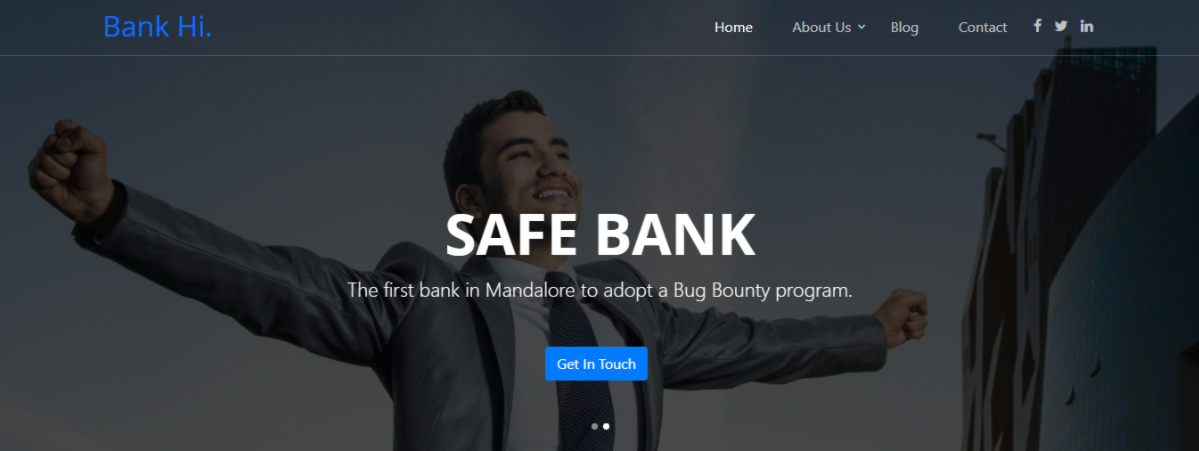 Bank Hi.
Home About Us Blog Contact
SAFE BANK
The first bank in Mandalore to adopt a Bug Bounty program.
Get In Touch